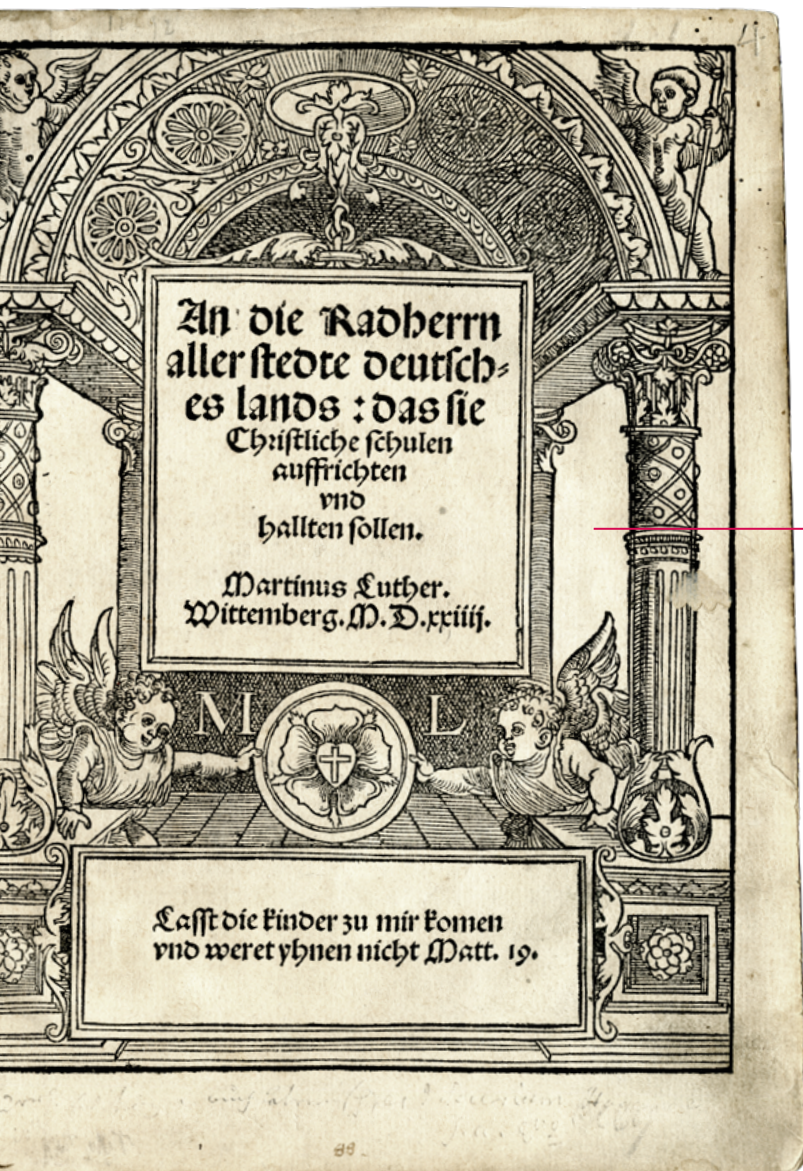 An die Radherrn
aller stedte deutsch⸗
es lands : das sie
Christliche schulen
auffrichten
vnd
hallten sollen.
Martinus Luther.
Wittemberg. M. D. xxiiij.
M L
Lasst die kinder zu mir komen
vnd weret yhnen nicht Matt. 19.